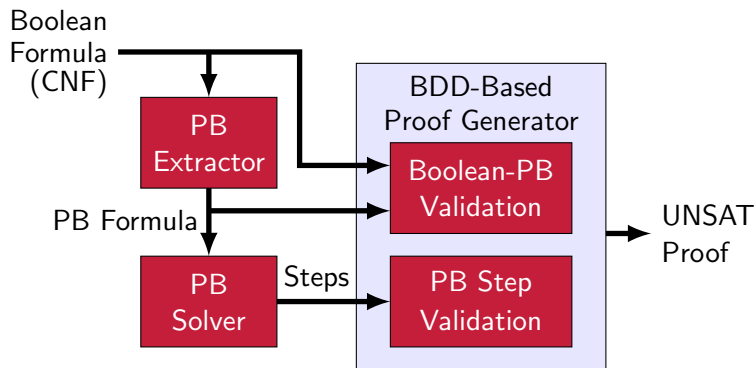 Boolean
Formula
(CNF)
BDD-Based
Proof Generator
PB
Extractor
Boolean-PB
Validation
PB Formula
UNSAT
Proof
PB
Solver
Steps
PB Step
Validation